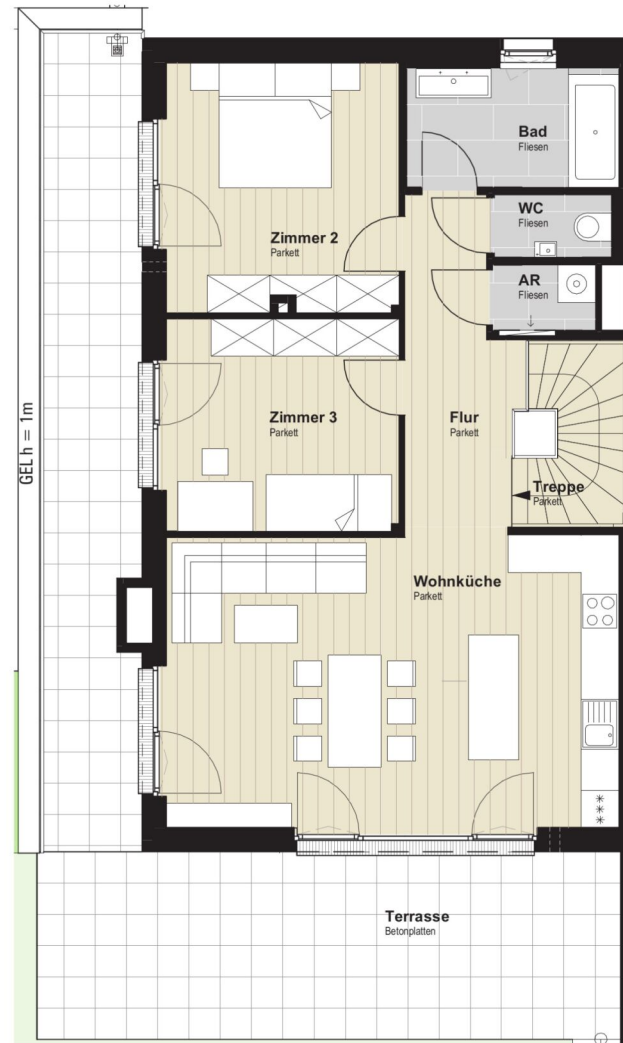 Bad
Fliesen
WC
Fliesen
Zimmer 2
Parkett
AR
Fliesen
Zimmer 3
Parkett
Flur
Parkett
GEL h = 1m
Treppe
Parkett
Wohnküche
Parkett
Terrasse
Betonplatten